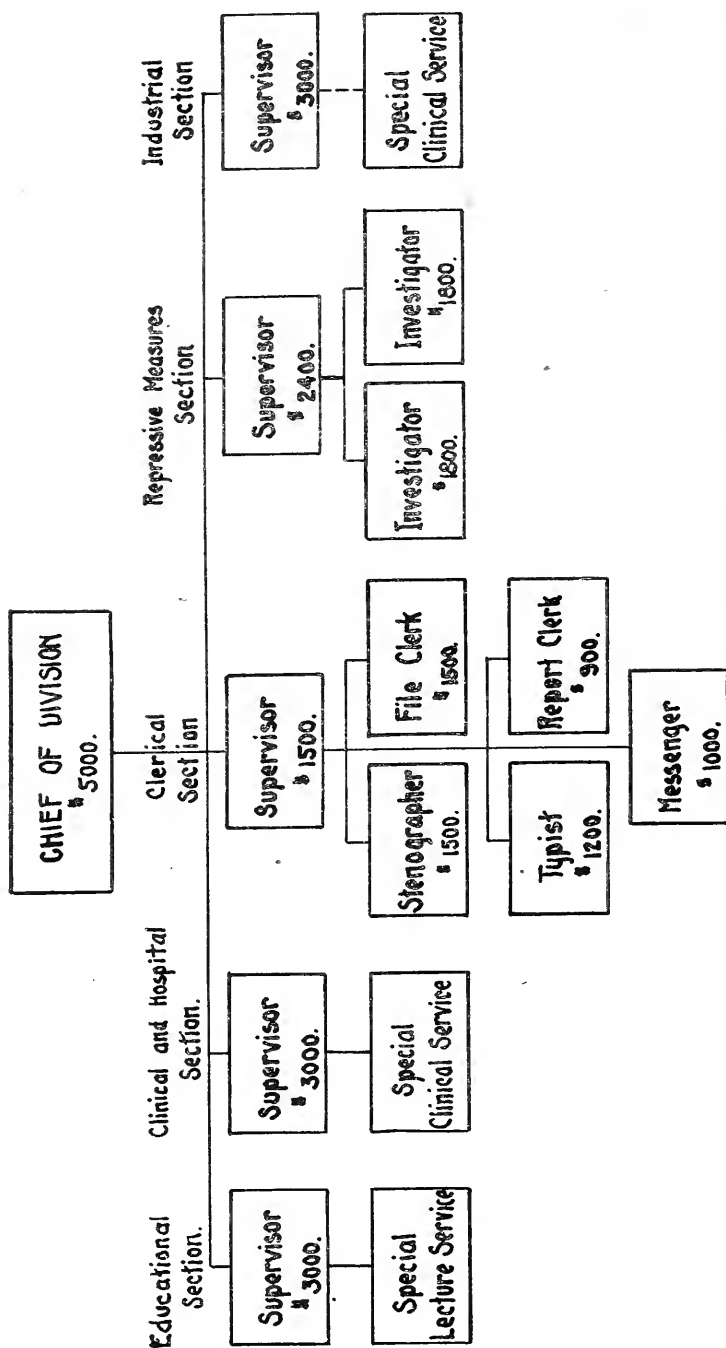 CHIEF OF DIVISION
$ 5000.
Educational
Section.
Supervisor
$ 3000.
Special
Lecture Service
Clinical and Hospital
Section.
Supervisor
$ 3000.
Special
Clinical Service
Clerical
Section
Supervisor
$ 1500.
Stenographer
$ 1500.
File Clerk
$ 1500.
Typist
$ 1200.
Report Clerk
$ 900.
Messenger
$ 1000.
Repressive Measures
Section
Supervisor
$ 2400.
Investigator
$ 1800.
Investigator
$ 1800.
Industrial
Section
Supervisor
$ 3000.
Special
Clinical Service